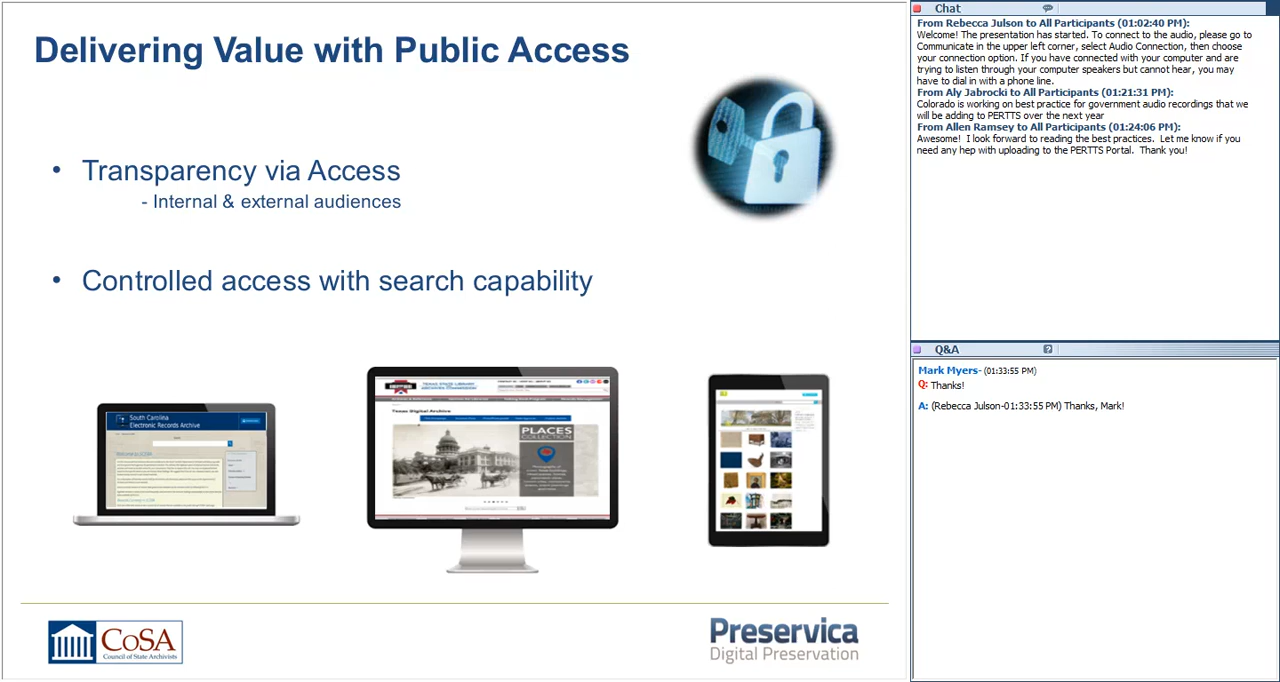 Delivering Value with Public Access
• Transparency via Access
- Internal & external audiences
• Controlled access with search capability
South Carolina
Electronic Records Archive
Texas Digital Archive
PLACES
COLLECTION
CoSA
Council of State Archivists
Preservica
Digital Preservation
Chat
From Rebecca Julson to All Participants (01:02:40 PM):
Welcome! The presentation has started. To connect to the audio, please go to
Communicate in the upper left corner, select Audio Connection, then choose
your connection option. If you have connected with your computer and are
trying to listen through your computer speakers but cannot hear, you may
have to dial in with a phone line.
From Aly Jabrocki to All Participants (01:21:31 PM):
Colorado is working on best practice for government audio recordings that we
will be adding to PERTTS over the next year
From Allen Ramsey to All Participants (01:24:06 PM):
Awesome! I look forward to reading the best practices. Let me know if you
need any hep with uploading to the PERTTS Portal. Thank you!
Q&A
Mark Myers- (01:33:55 PM)
Q: Thanks!
A: (Rebecca Julson-01:33:55 PM) Thanks, Mark!